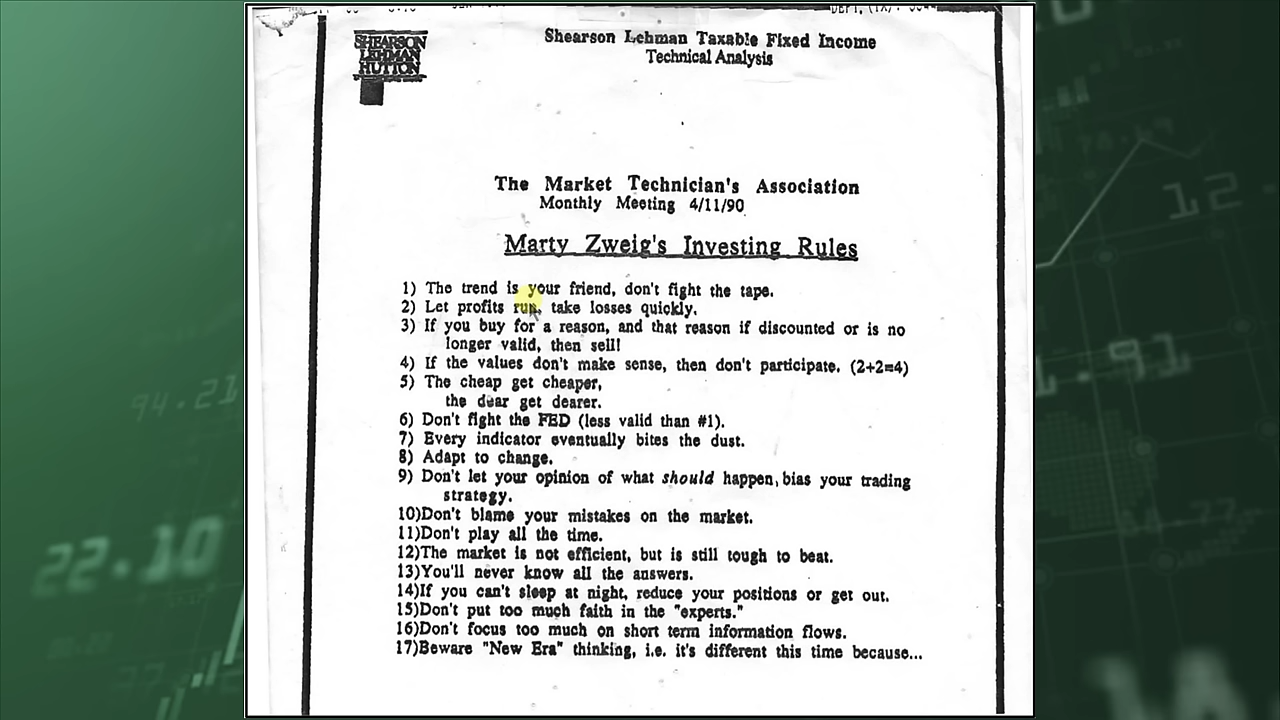 SHEARSON
LEHMAN
HUTTON
Shearson Lehman Taxable Fixed Income
Technical Analysis
The Market Technician's Association
Monthly Meeting 4/11/90
Marty Zweig's Investing Rules
1) The trend is your friend, don't fight the tape.
2) Let profits run, take losses quickly.
3) If you buy for a reason, and that reason if discounted or is no
longer valid, then sell!
4) If the values don't make sense, then don't participate. (2+2=4)
5) The cheap get cheaper,
the dear get dearer.
6) Don't fight the FED (less valid than #1).
7) Every indicator eventually bites the dust.
8) Adapt to change.
9) Don't let your opinion of what should happen, bias your trading
strategy.
10)Don't blame your mistakes on the market.
11)Don't play all the time.
12)The market is not efficient, but is still tough to beat.
13)You'll never know all the answers.
14)If you can't sleep at night, reduce your positions or get out.
15)Don't put too much faith in the "experts."
16)Don't focus too much on short term information flows.
17)Beware "New Era" thinking, i.e. it's different this time because...
94.21
22.10
12
1.91